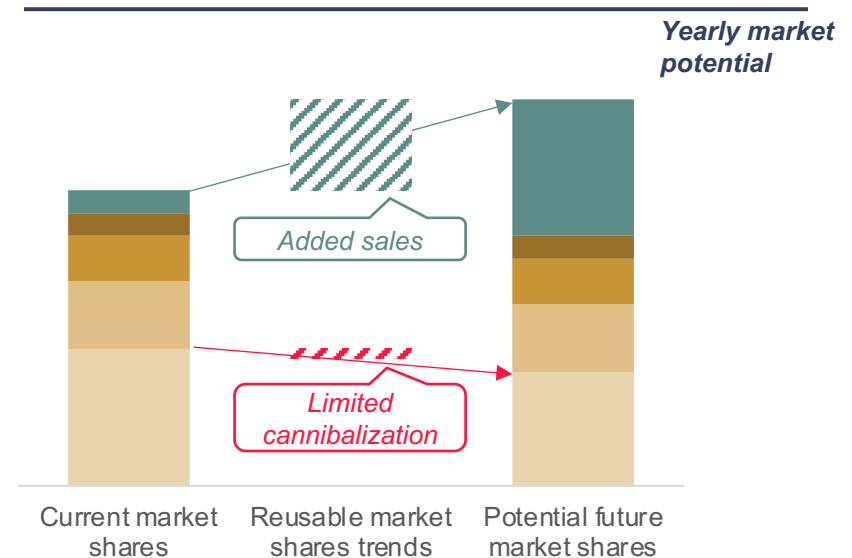 Yearly market
potential
Added sales
Limited
cannibalization
Current market
shares
Reusable market
shares trends
Potential future
market shares